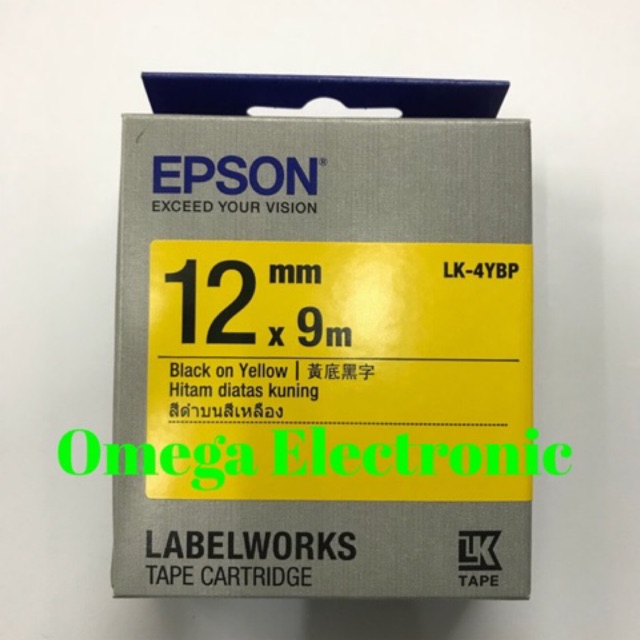 EPSON®
EXCEED YOUR VISION
12 mm x 9m
LK-4YBP
Black on Yellow | 黃底黑字
Hitam diatas kuning
สีดำบนสีเหลือง
Omega Electronic
LABELWORKS
TAPE CARTRIDGE
LK
TAPE